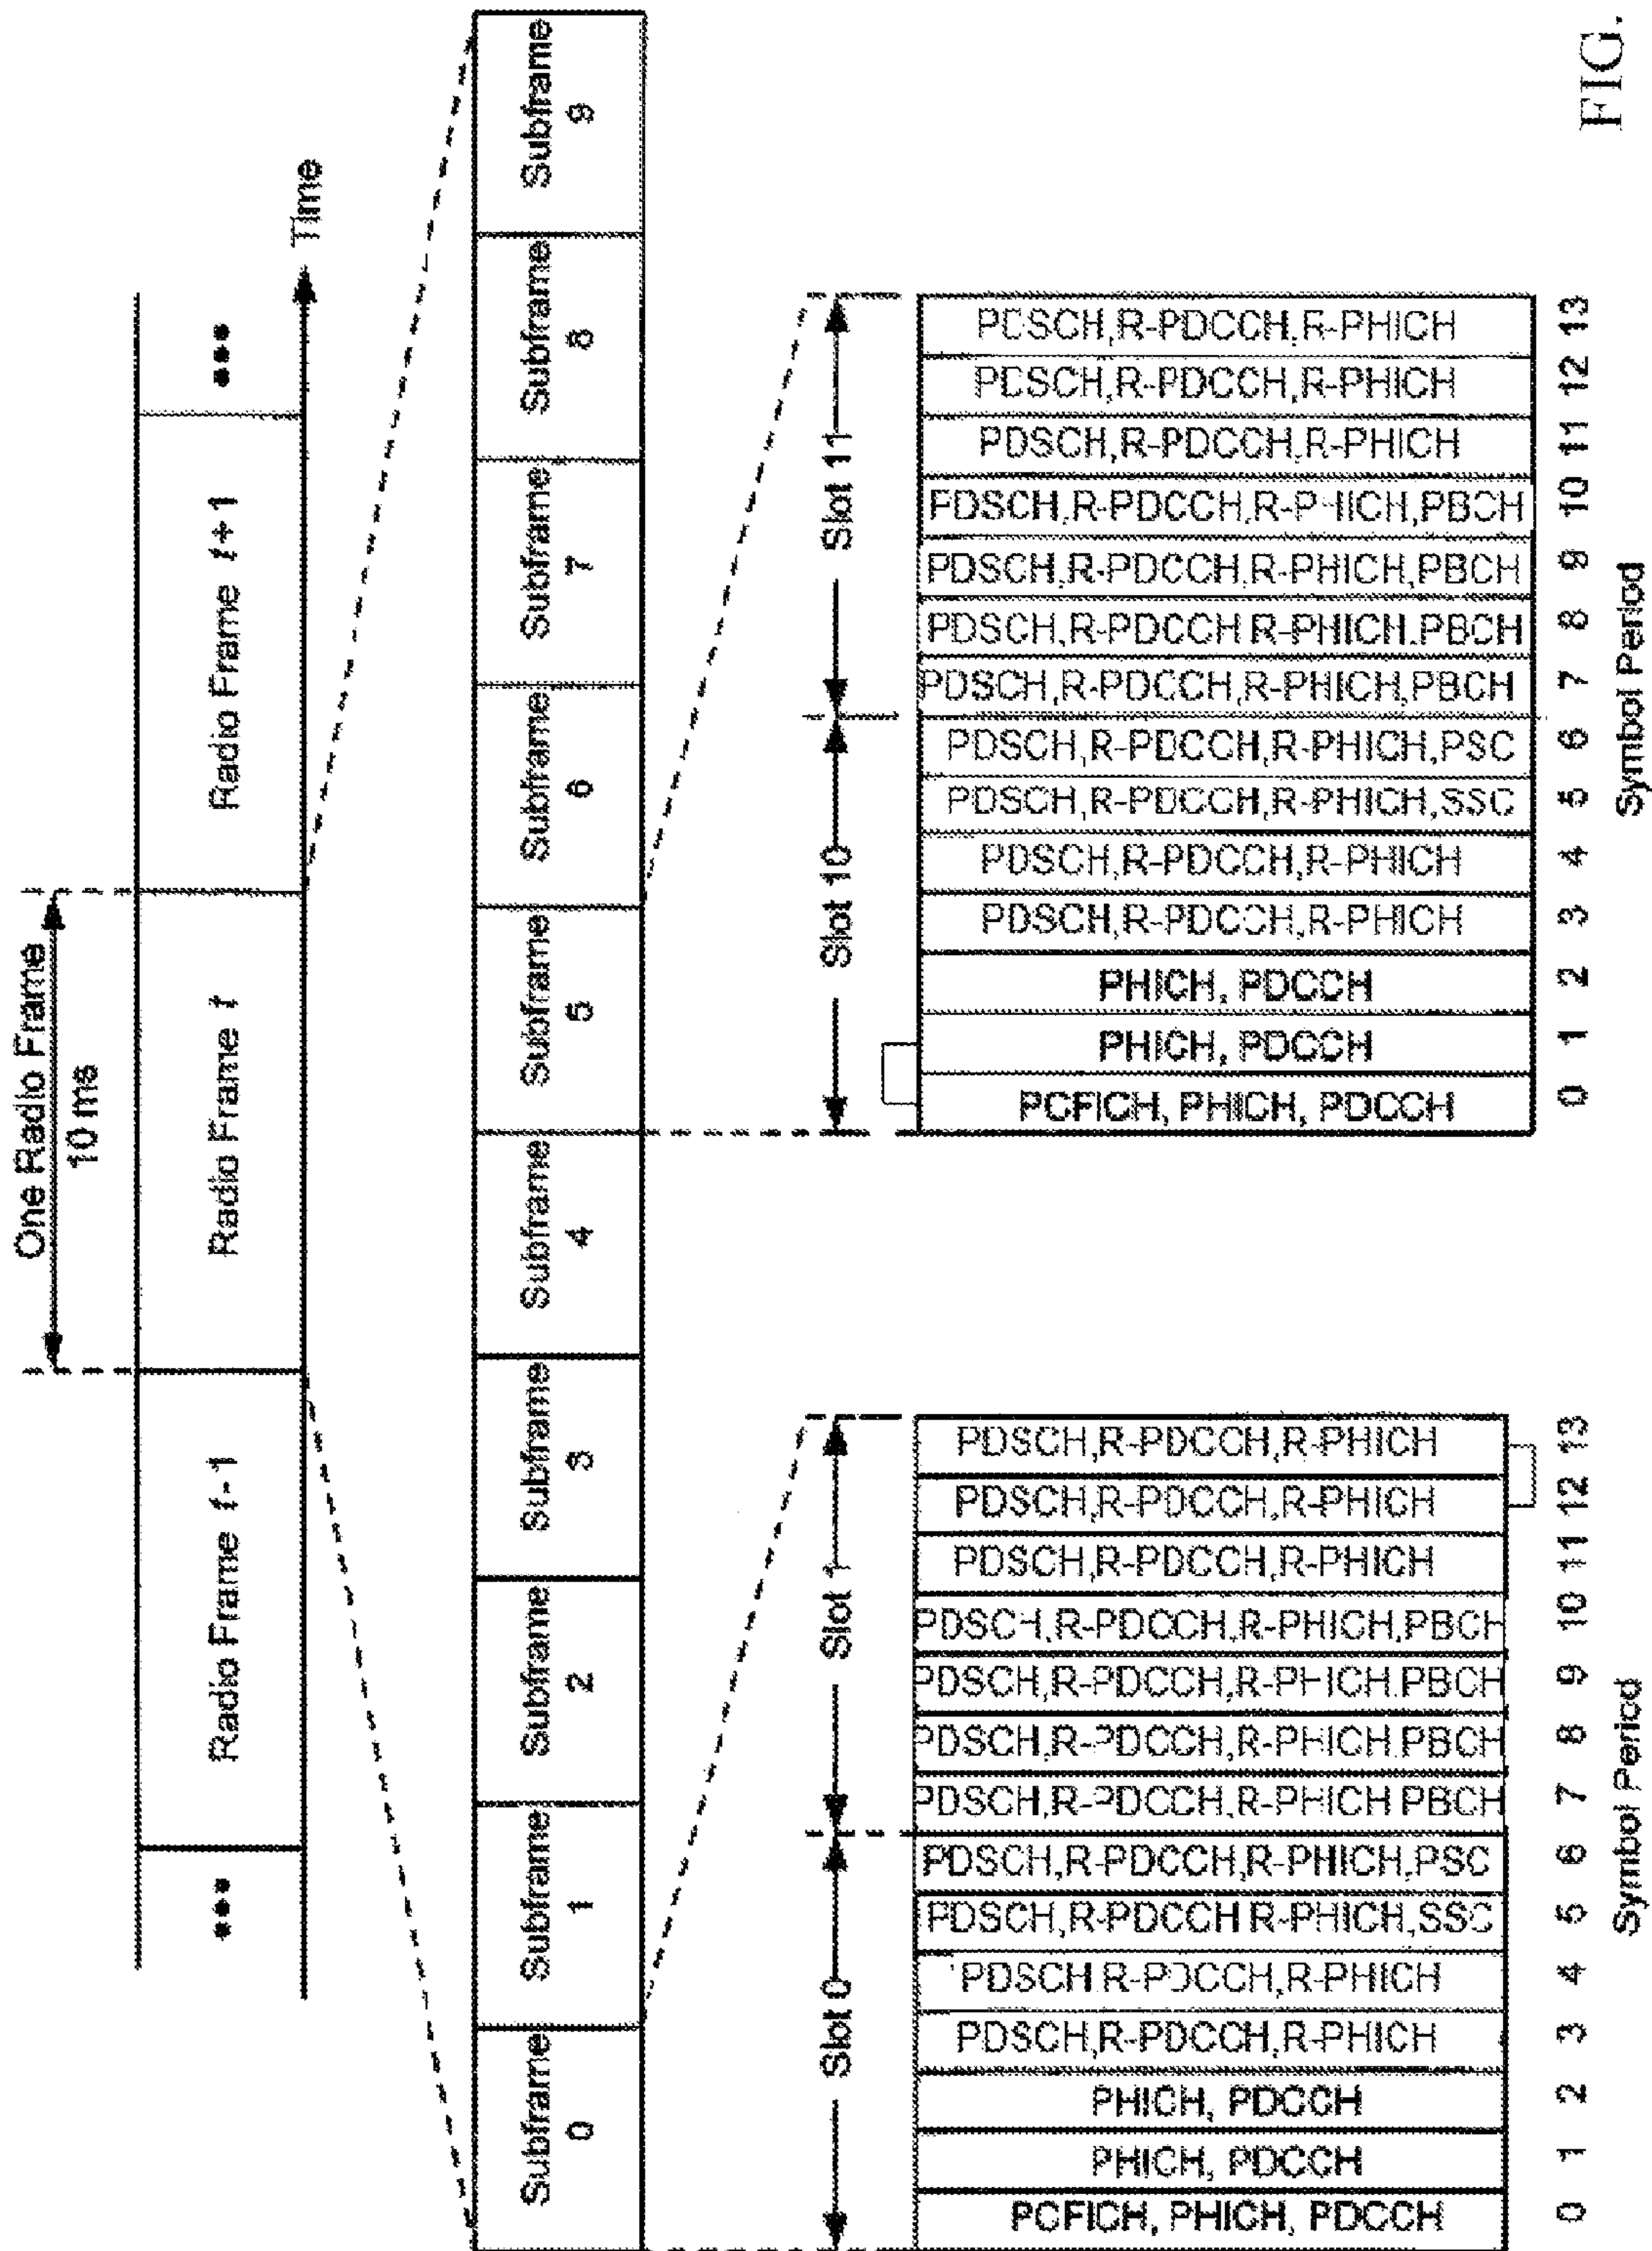 One Radio Frame
10 ms
•••
Radio Frame t-1
Radio Frame t
Radio Frame t+1
•••
Time
Subframe
0
Subframe
1
Subframe
2
Subframe
3
Subframe
4
Subframe
5
Subframe
6
Subframe
7
Subframe
8
Subframe
9
Slot 0
Slot 1
PCFICH, PHICH, PDCCH
PHICH, PDCCH
PHICH, PDCCH
PDSCH,R-PDCCH,R-PHICH
PDSCH R-PDCCH,R-PHICH
PDSCH,R-PDCCH R-PHICH,SSC
PDSCH,R-PDCCH,R-PHICH,PSC
PDSCH,R-PDCCH,R-PHICH PBCH
PDSCH,R-PDCCH,R-PHICH.PBCH
PDSCH,R-PDCCH,R-PHICH.PBCH
PDSCH,R-PDCCH,R-PHICH,PBCH
PDSCH,R-PDCCH,R-PHICH
PDSCH,R-PDCCH,R-PHICH
PDSCH,R-PDCCH,R-PHICH
0 1 2 3 4 5 6 7 8 9 10 11 12 13
Symbol Period
Slot 10
Slot 11
PCFICH, PHICH, PDCCH
PHICH, PDCCH
PHICH, PDCCH
PDSCH,R-PDCCH,R-PHICH
PDSCH,R-PDCCH,R-PHICH
PDSCH,R-PDCCH,R-PHICH,SSC
PDSCH,R-PDCCH,R-PHICH,PSC
PDSCH,R-PDCCH,R-PHICH,PBCH
PDSCH,R-PDCCH R-PHICH.PBCH
PDSCH,R-PDCCH,R-PHICH,PBCH
PDSCH,R-PDCCH,R-PHICH,PBCH
PDSCH,R-PDCCH,R-PHICH
PDSCH,R-PDCCH,R-PHICH
PDSCH,R-PDCCH,R-PHICH
0 1 2 3 4 5 6 7 8 9 10 11 12 13
Symbol Period
FIG.